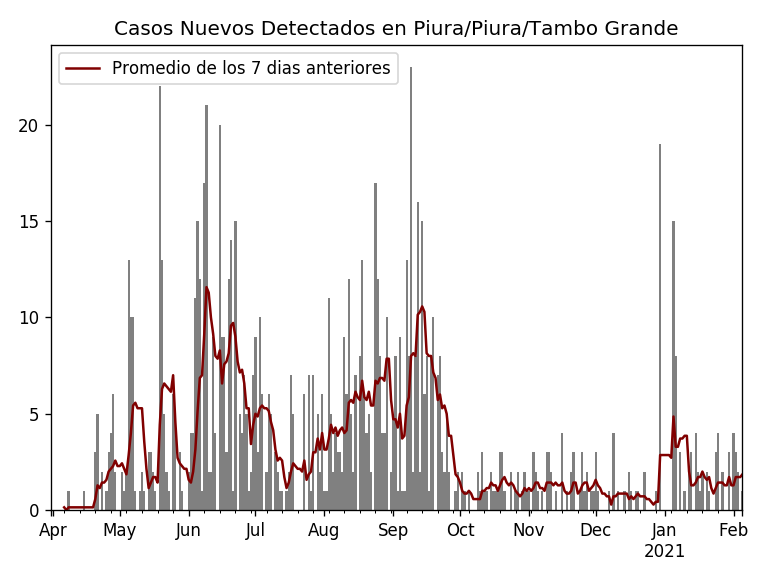 Casos Nuevos Detectados en Piura/Piura/Tambo Grande
Promedio de los 7 dias anteriores
20
15
10
5
0
Apr May Jun Jul Aug Sep Oct Nov Dec Jan Feb
2021